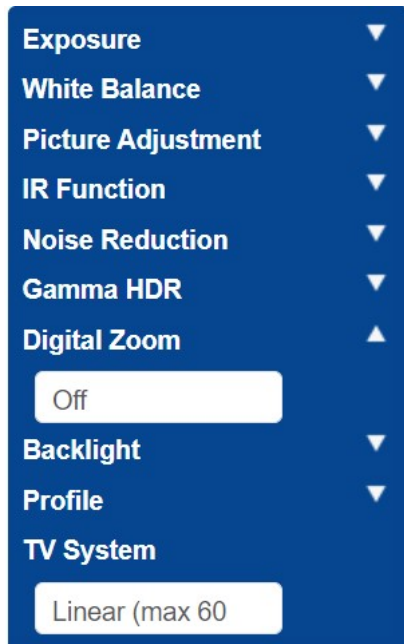 Exposure
White Balance
Picture Adjustment
IR Function
Noise Reduction
Gamma HDR
Digital Zoom
Off
Backlight
Profile
TV System
Linear (max 60